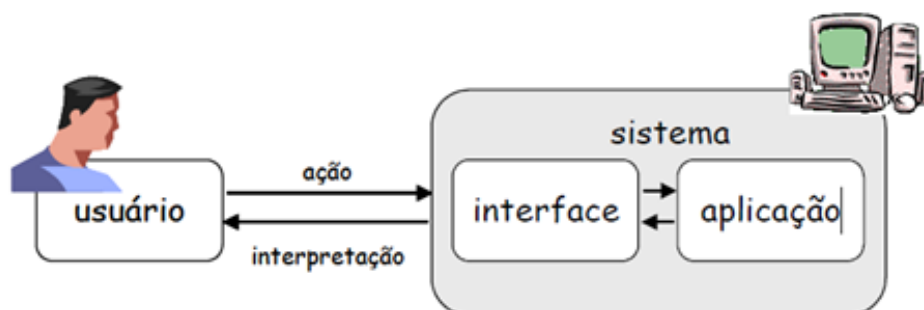 sistema
ação
usuário
interface
aplicação
interpretação